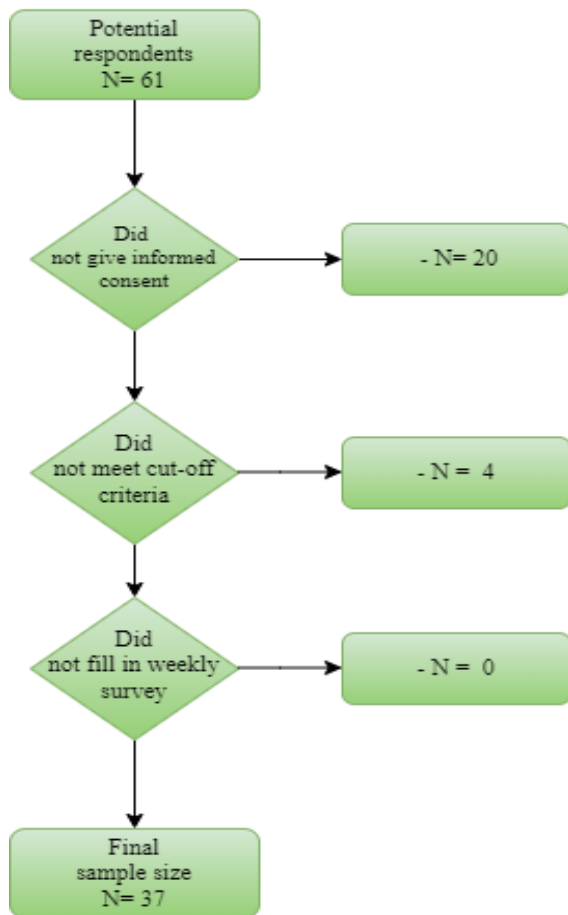 Potential
respondents
N= 61
Did
not give informed
consent
- N= 20
Did
not meet cut-off
criteria
- N =  4
Did
not fill in weekly
survey
- N =  0
Final
sample size
N= 37